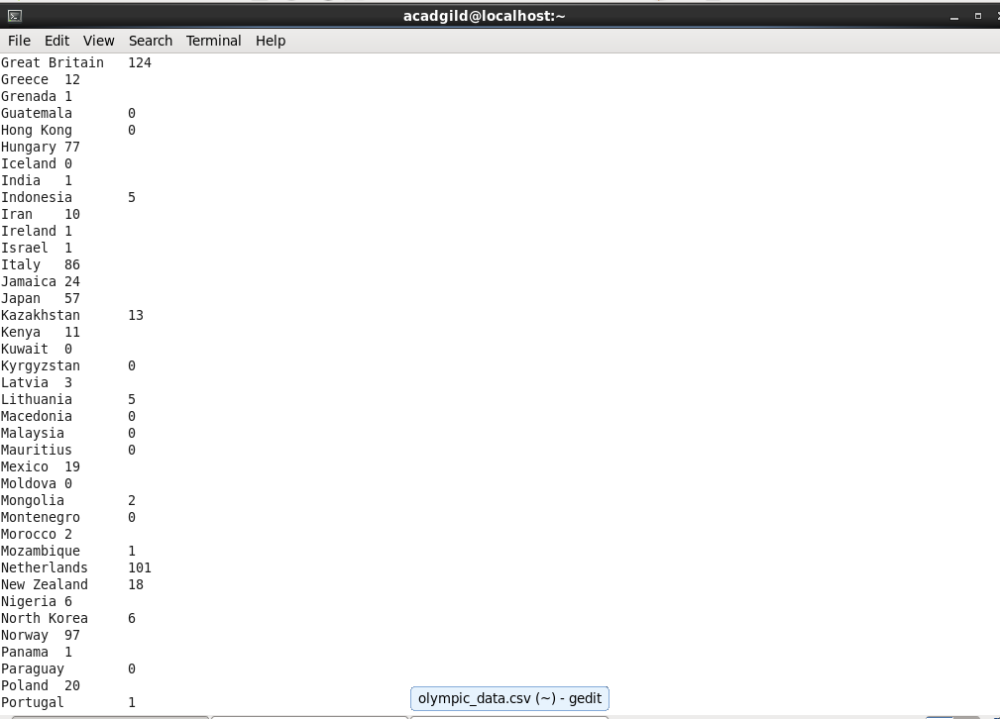 acadgild@localhost:~
File Edit View Search Terminal Help
Great Britain 124
Greece 12
Grenada 1
Guatemala 0
Hong Kong 0
Hungary 77
Iceland 0
India 1
Indonesia 5
Iran 10
Ireland 1
Israel 1
Italy 86
Jamaica 24
Japan 57
Kazakhstan 13
Kenya 11
Kuwait 0
Kyrgyzstan 0
Latvia 3
Lithuania 5
Macedonia 0
Malaysia 0
Mauritius 0
Mexico 19
Moldova 0
Mongolia 2
Montenegro 0
Morocco 2
Mozambique 1
Netherlands 101
New Zealand 18
Nigeria 6
North Korea 6
Norway 97
Panama 1
Paraguay 0
Poland 20
Portugal 1
olympic_data.csv (~) - gedit